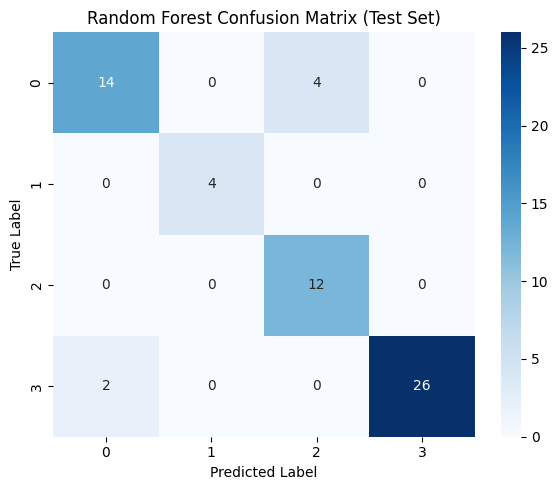 Random Forest Confusion Matrix (Test Set)
0 14 0 4 0
1 0 4 0 0
2 0 0 12 0
3 2 0 0 26
0 1 2 3
True Label
Predicted Label
25
20
15
10
5
0